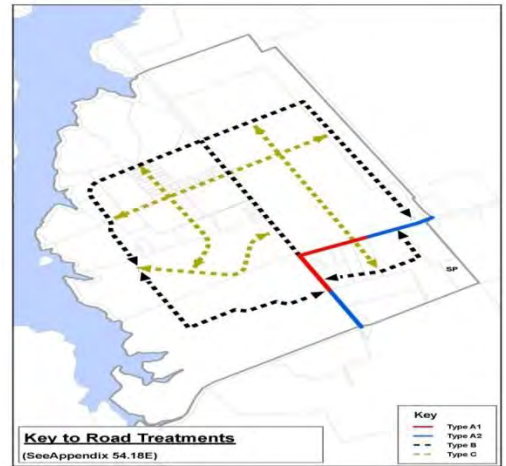 SP
Key to Road Treatments
(SeeAppendix 54.18E)
Key
Type A1
Type A2
Type B
Type C